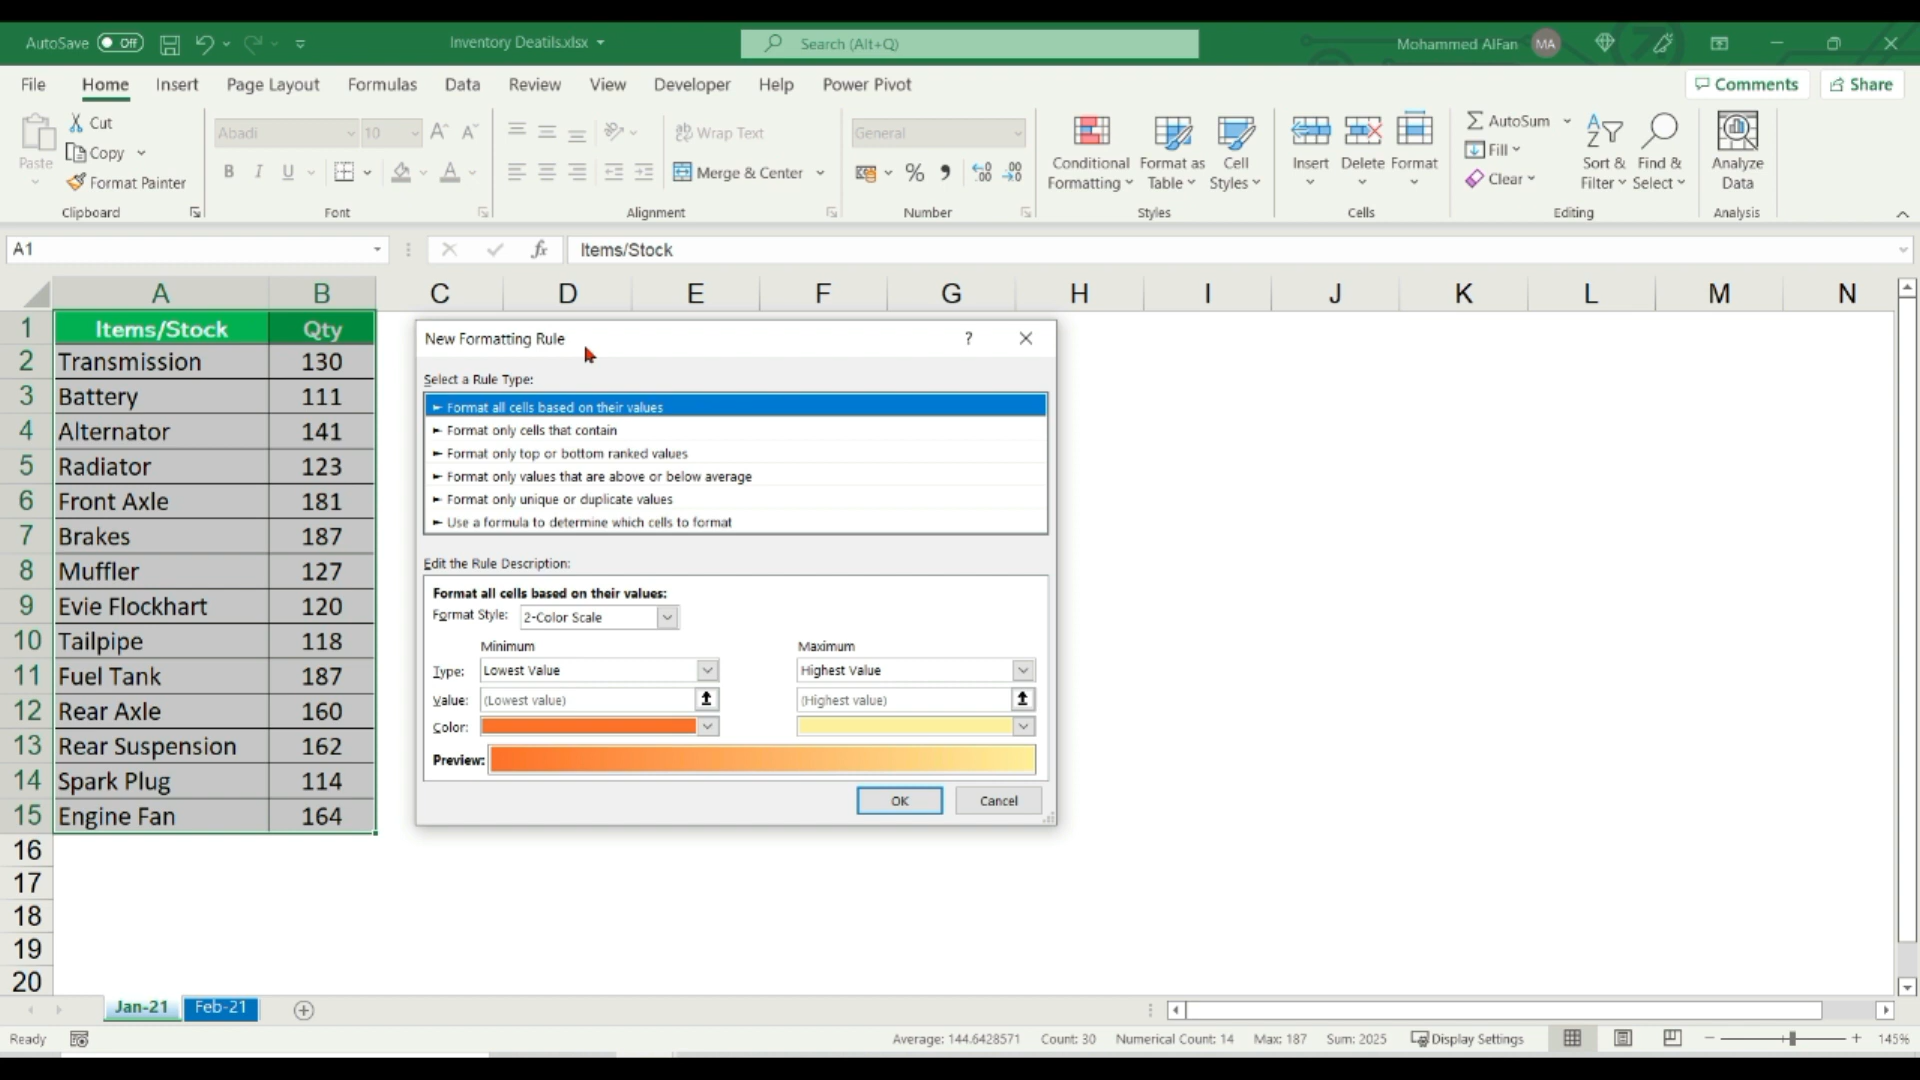 AutoSave Off Inventory Deatils.xlsx Search (Alt+Q) Mohammed AlFan MA
File Home Insert Page Layout Formulas Data Review View Developer Help Power Pivot Comments Share
Paste Cut Copy Format Painter Clipboard
Abadi 10 A A B I U A Font
Wrap Text Merge & Center Alignment
General % Number
Conditional Formatting Format as Table Cell Styles Styles
Insert Delete Format Cells
AutoSum Fill Clear Sort & Filter Find & Select Editing
Analyze Data Analysis
A1 fx Items/Stock
A B C D E F G H I J K L M N
1 Items/Stock Qty
2 Transmission 130
3 Battery 111
4 Alternator 141
5 Radiator 123
6 Front Axle 181
7 Brakes 187
8 Muffler 127
9 Evie Flockhart 120
10 Tailpipe 118
11 Fuel Tank 187
12 Rear Axle 160
13 Rear Suspension 162
14 Spark Plug 114
15 Engine Fan 164
16
17
18
19
20
New Formatting Rule ?
Select a Rule Type:
► Format all cells based on their values
► Format only cells that contain
► Format only top or bottom ranked values
► Format only values that are above or below average
► Format only unique or duplicate values
► Use a formula to determine which cells to format
Edit the Rule Description:
Format all cells based on their values:
Format Style: 2-Color Scale
Minimum Maximum
Type: Lowest Value Highest Value
Value: (Lowest value) (Highest value)
Color:
Preview:
OK Cancel
Jan-21 Feb-21
Ready Average: 144.6428571 Count: 30 Numerical Count: 14 Max: 187 Sum: 2025 Display Settings 145%